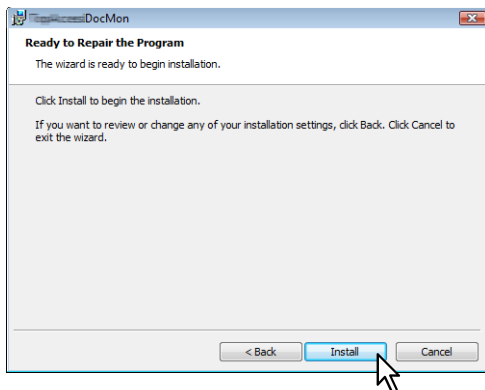 DocMon
Ready to Repair the Program
The wizard is ready to begin installation.
Click Install to begin the installation.
If you want to review or change any of your installation settings, click Back. Click Cancel to
exit the wizard.
< Back Install Cancel